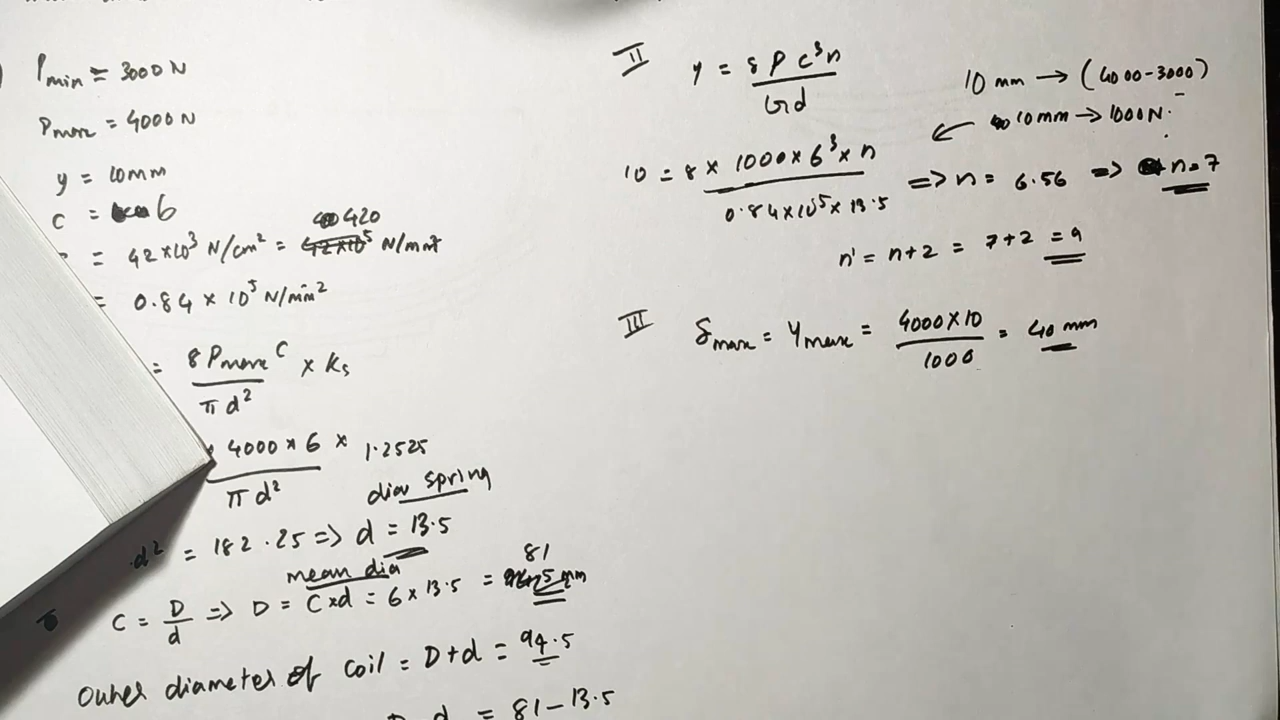 Pmin = 3000 N
Pmax = 4000 N
y = 10mm
C = 6
= 42×10³ N/cm² = 420 N/mm²
= 0.84 × 10⁵ N/mm²
= 8 Pmax C / πd² × Ks
4000 × 6 / πd² × 1.2525
dia spring
d² = 182.25 => d = 13.5
mean dia
C = D/d => D = C×d = 6 × 13.5 = 81 mm
Outer diameter of coil = D+d = 94.5
d = 81 – 13.5
II y = 8 P C³ n / Gd
10 mm → (4000-3000)
10mm → 1000 N.
10 = 8 × 1000 × 6³ × n / 0.84×10⁵ × 13.5 => n = 6.56 => n = 7
n' = n+2 = 7+2 = 9
III δmax = ymax = 4000×10 / 1000 = 40 mm